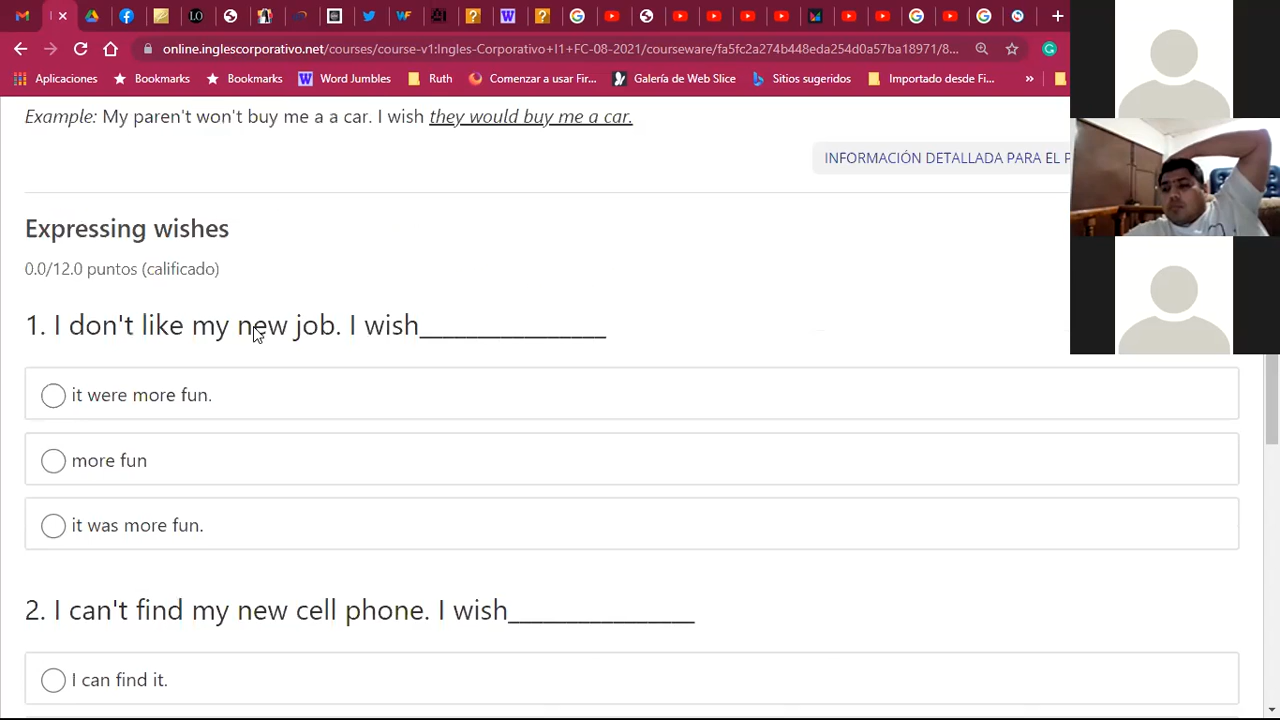 online.inglescorporativo.net/courses/course-v1:Ingles-Corporativo+I1+FC-08-2021/courseware/fa5fc2a274b448eda254d0a57ba18971/8...
Aplicaciones Bookmarks Bookmarks Word Jumbles Ruth Comenzar a usar Fir... Galería de Web Slice Sitios sugeridos Importado desde Fi... »
Example: My paren't won't buy me a a car. I wish they would buy me a car.
INFORMACIÓN DETALLADA PARA EL P
Expressing wishes
0.0/12.0 puntos (calificado)
1. I don't like my new job. I wish________________
it were more fun.
more fun
it was more fun.
2. I can't find my new cell phone. I wish________________
I can find it.